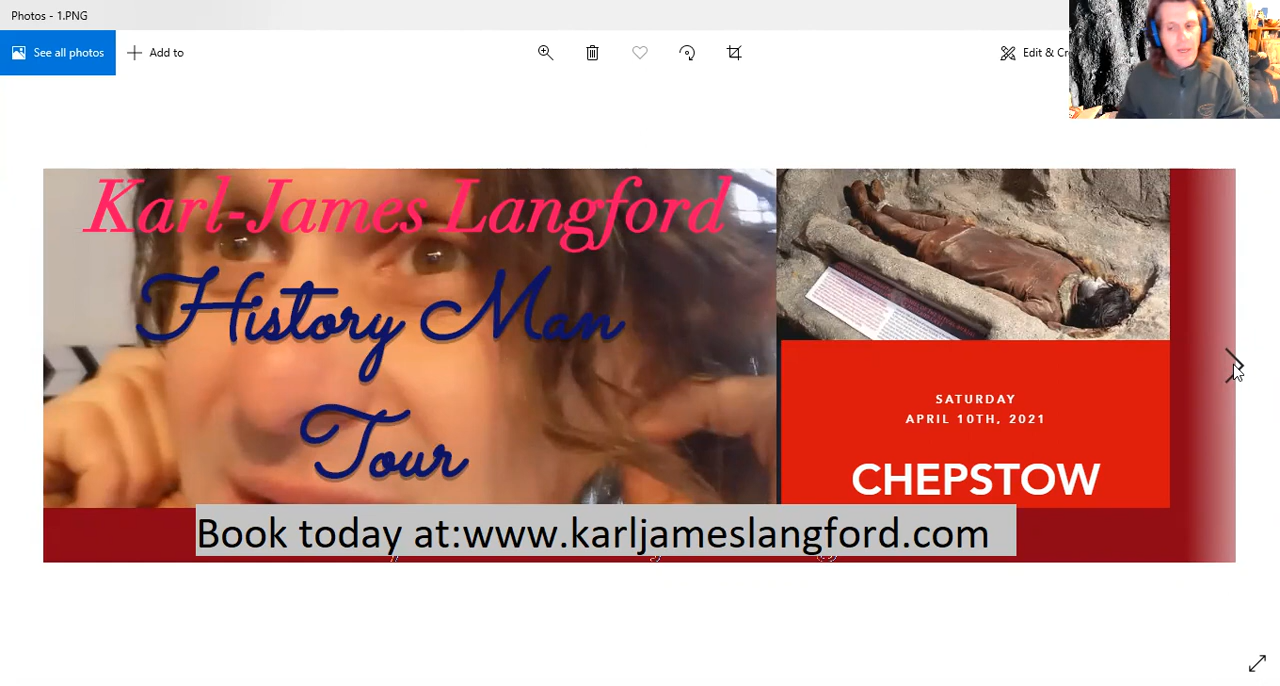 Photos - 1.PNG
See all photos
Add to
Edit & Cr
Karl-James Langford
History Man
Tour
SATURDAY
APRIL 10TH, 2021
CHEPSTOW
Book today at:www.karljameslangford.com